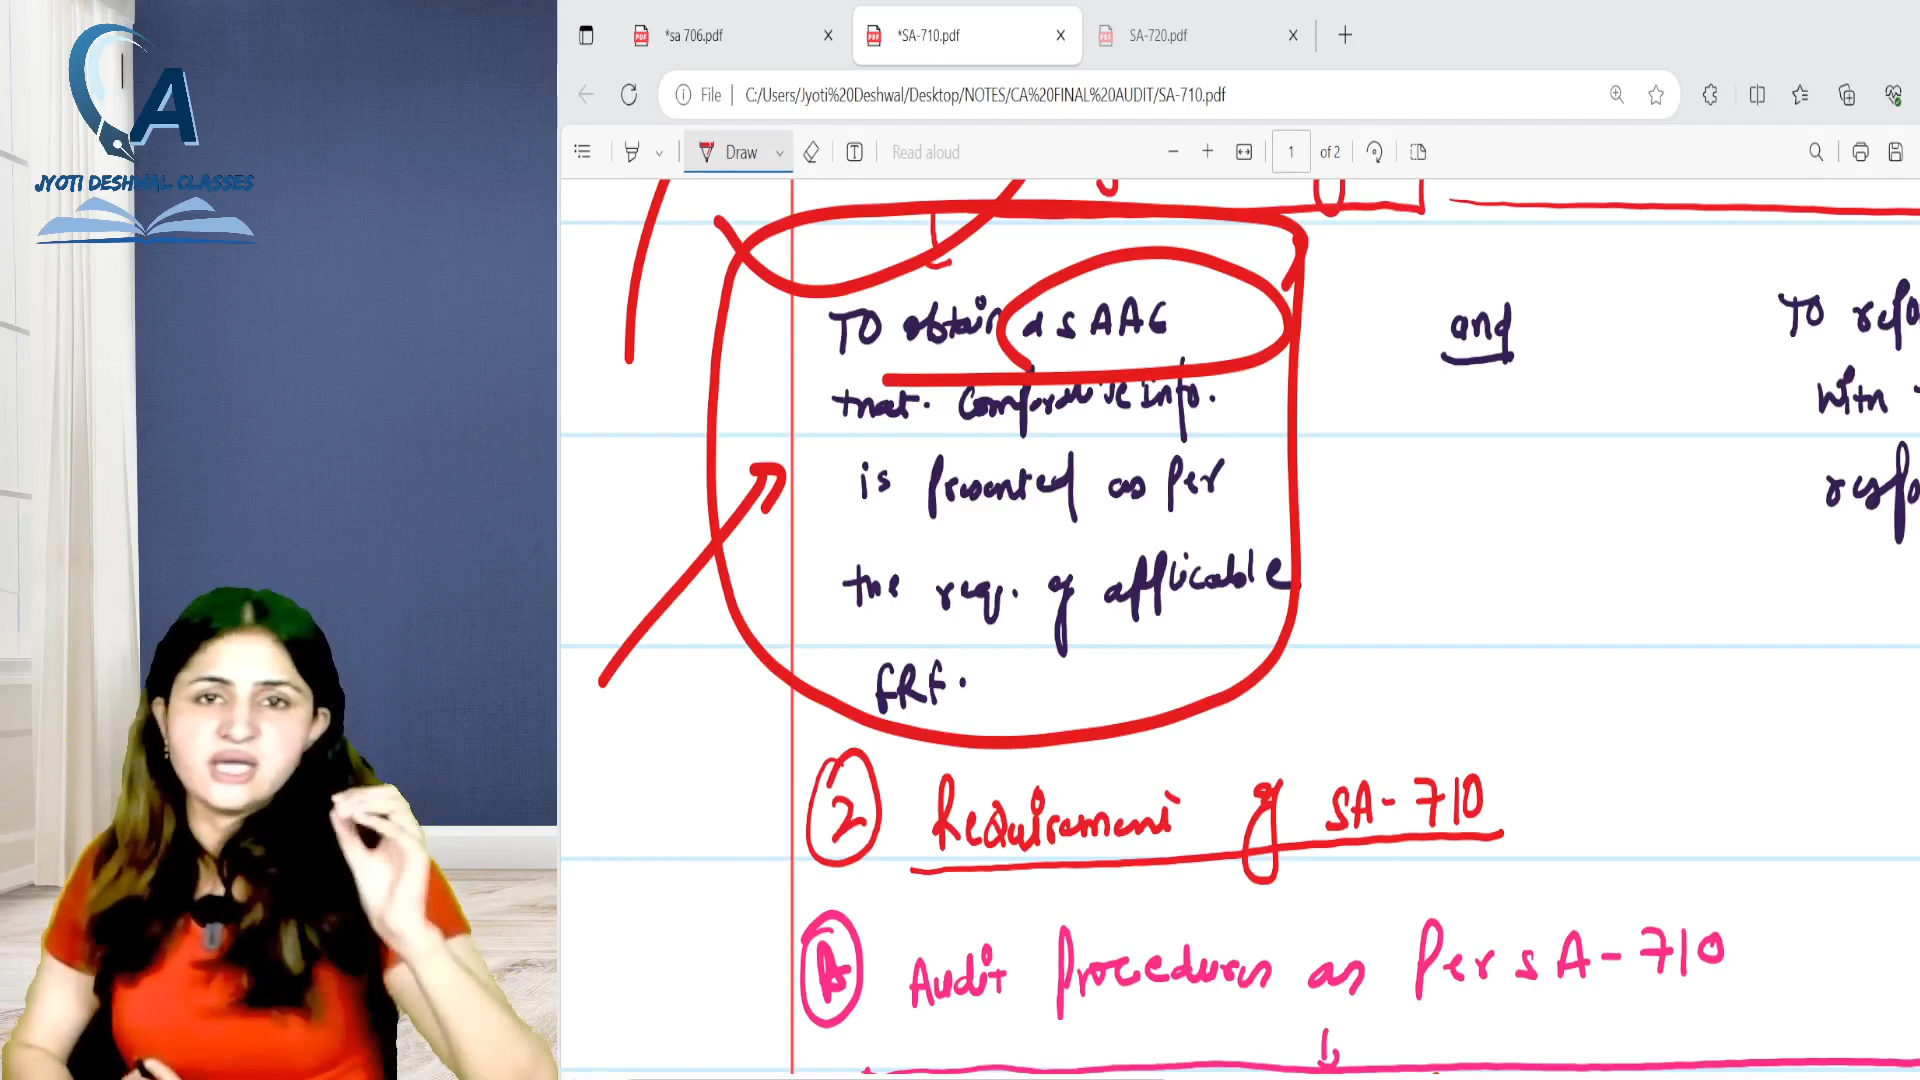 CA
JYOTI DESHWAL CLASSES
*sa 706.pdf
*SA-710.pdf
SA-720.pdf
File
C:/Users/Jyoti%20Deshwal/Desktop/NOTES/CA%20FINAL%20AUDIT/SA-710.pdf
Draw
Read aloud
1 of 2
To obtain a SAAE
that. Comparative info.
is presented as per
the req. of applicable
FRF.
and
To
with
② Requirement of SA-710
Ⓐ Audit Procedures as Per SA-710